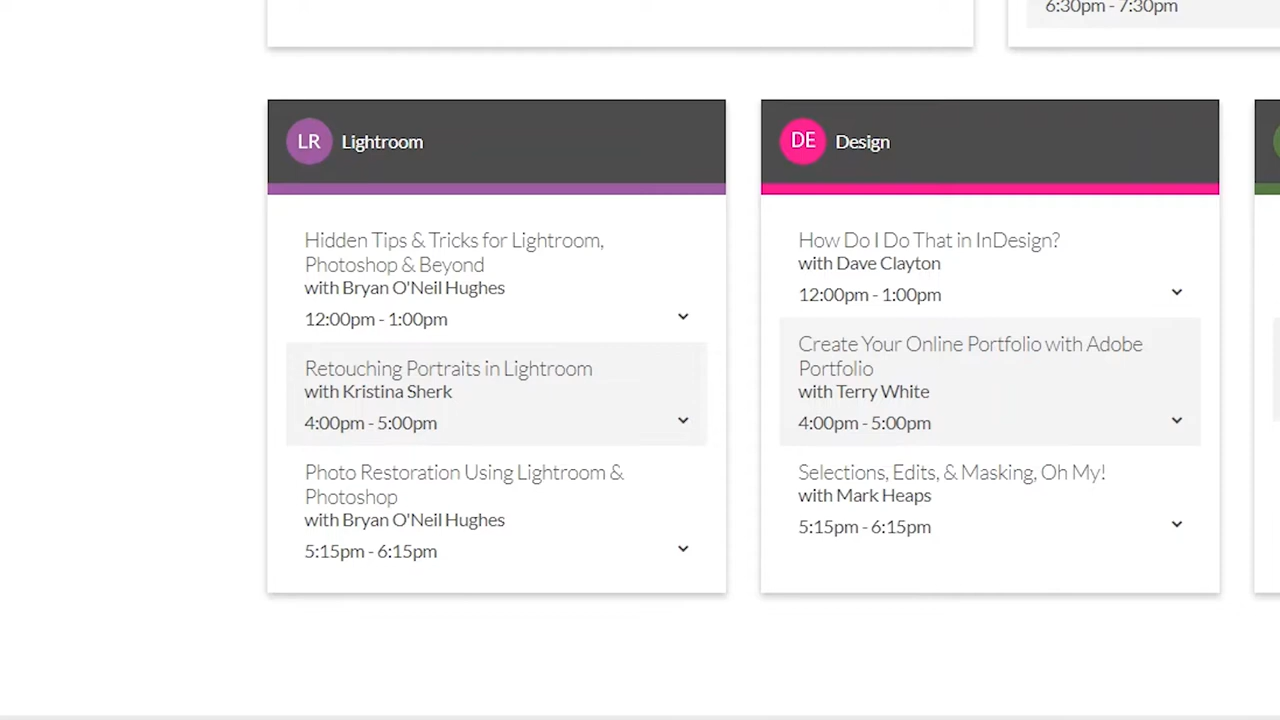 6:30pm - 7:30pm
LR Lightroom
Hidden Tips & Tricks for Lightroom,
Photoshop & Beyond
with Bryan O'Neil Hughes
12:00pm - 1:00pm
Retouching Portraits in Lightroom
with Kristina Sherk
4:00pm - 5:00pm
Photo Restoration Using Lightroom &
Photoshop
with Bryan O'Neil Hughes
5:15pm - 6:15pm
DE Design
How Do I Do That in InDesign?
with Dave Clayton
12:00pm - 1:00pm
Create Your Online Portfolio with Adobe
Portfolio
with Terry White
4:00pm - 5:00pm
Selections, Edits, & Masking, Oh My!
with Mark Heaps
5:15pm - 6:15pm